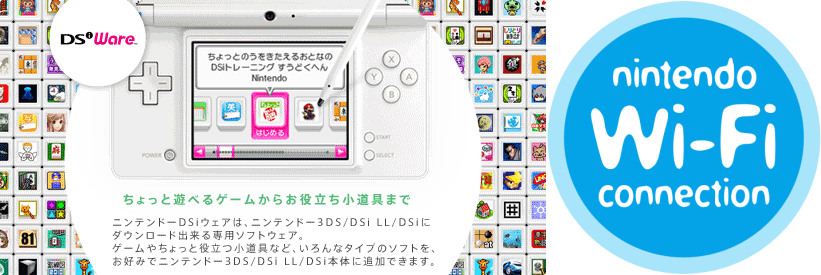 DSiWare™
ちょっとのうをきたえるおとなの
DSiトレーニング すうどくへん
Nintendo
はじめる
X
Y
A
B
POWER
START
SELECT
ちょっと遊べるゲームからお役立ち小道具まで
ニンテンドーDSiウェアは、ニンテンドー3DS/DSi LL/DSiに
ダウンロード出来る専用ソフトウェア。
ゲームやちょっと役立つ小道具など、いろんなタイプのソフトを、
お好みでニンテンドー3DS/DSi LL/DSi本体に追加できます。
81
nintendo
Wi-Fi
connection